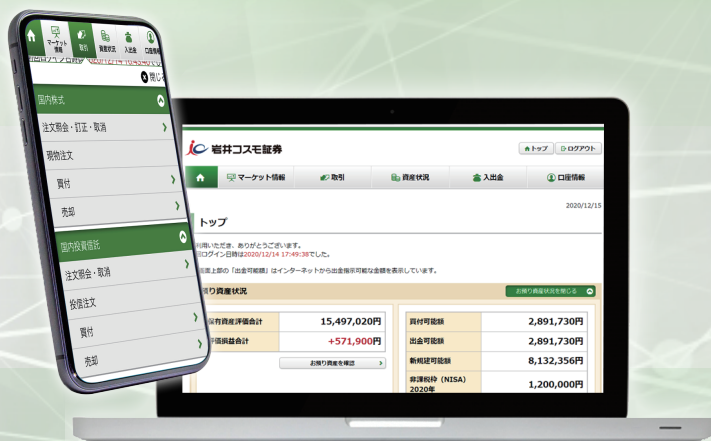 マーケット
情報
取引
資産状況
入出金
口座情報
2020/12/14
閉じる
国内株式
注文照会・訂正・取消
現物注文
買付
売却
国内投資信託
注文照会・取消
投信注文
買付
売却
岩井コスモ証券
トップ
ログアウト
マーケット情報
取引
資産状況
入出金
口座情報
2020/12/15
トップ
利用いただき、ありがとうございます。
回ログイン日時は2020/12/14 17:49:38でした。
画面上部の「出金可能額」はインターネットから出金指示可能な金額を表示しています。
預り資産状況
お預り資産状況を閉じる
保有資産評価合計 15,497,020円
評価損益合計 +571,900円
お預り資産を確認
買付可能額 2,891,730円
出金可能額 2,891,730円
新規建可能額 8,132,356円
非課税枠（NISA）
2020年 1,200,000円